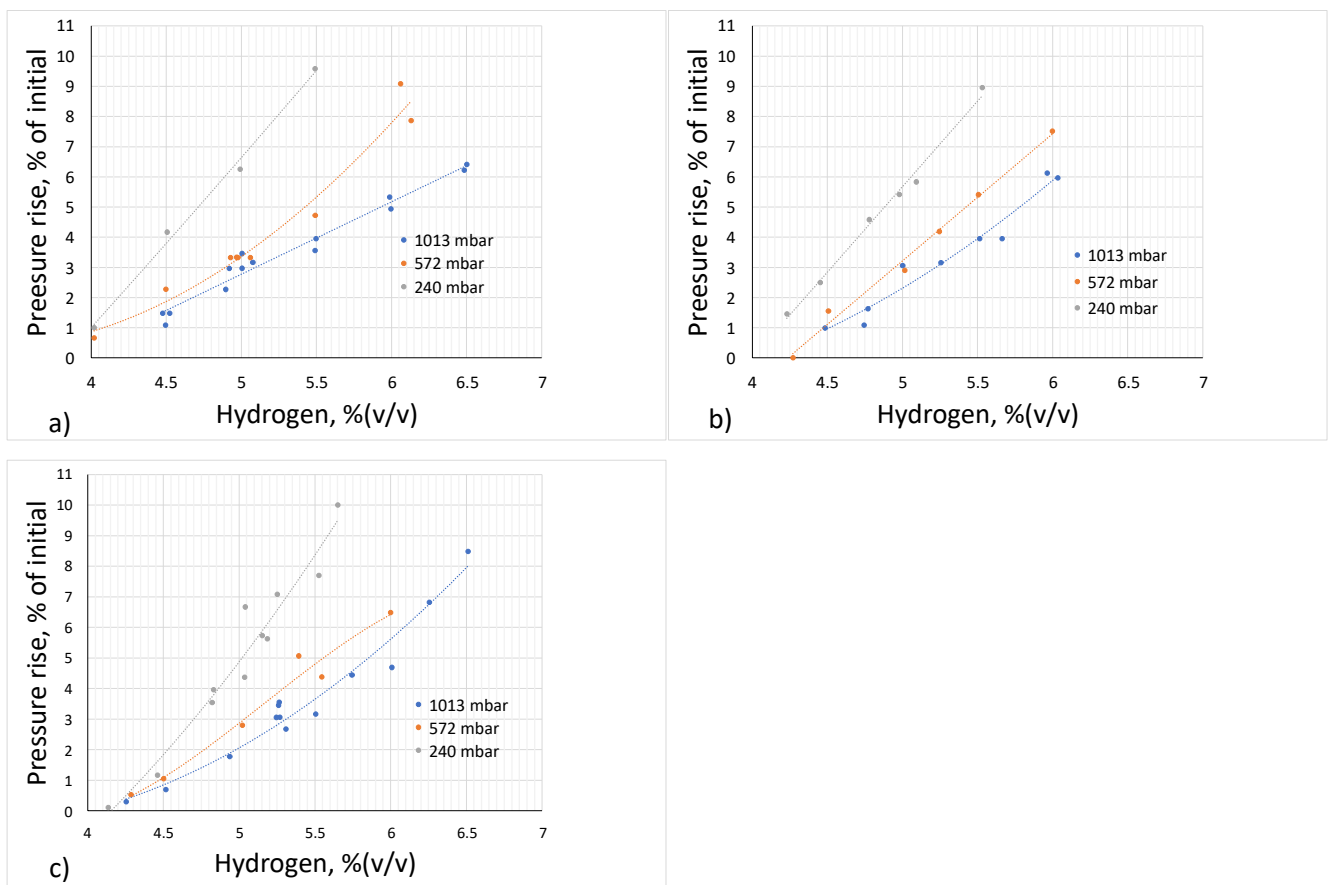 Preesure rise, % of initial
11
10
9
8
7
6
5
4
3
2
1
0
4 4.5 5 5.5 6 6.5 7
1013 mbar
572 mbar
240 mbar
Hydrogen, %(v/v)
a)
Preesure rise, % of initial
11
10
9
8
7
6
5
4
3
2
1
0
4 4.5 5 5.5 6 6.5 7
1013 mbar
572 mbar
240 mbar
Hydrogen, %(v/v)
b)
Pressure rise, % of initial
11
10
9
8
7
6
5
4
3
2
1
0
4 4.5 5 5.5 6 6.5 7
1013 mbar
572 mbar
240 mbar
Hydrogen, %(v/v)
c)